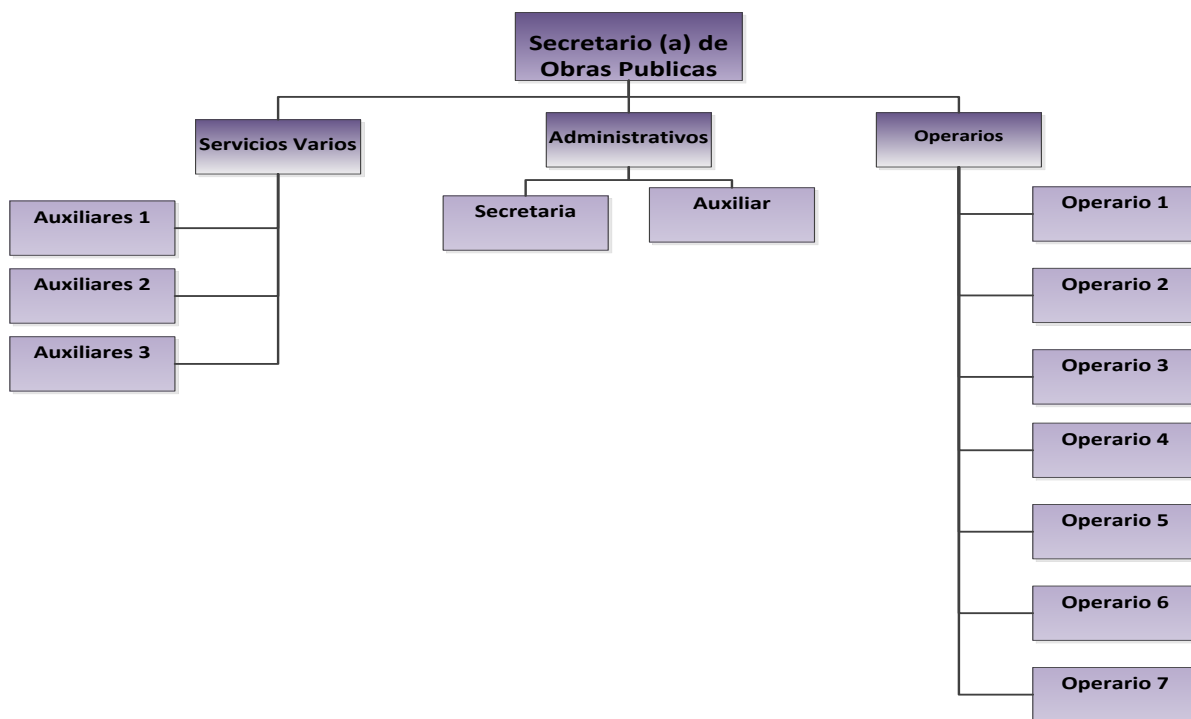 Secretario (a) de
Obras Publicas
Servicios Varios
Administrativos
Operarios
Auxiliares 1
Auxiliares 2
Auxiliares 3
Secretaria
Auxiliar
Operario 1
Operario 2
Operario 3
Operario 4
Operario 5
Operario 6
Operario 7